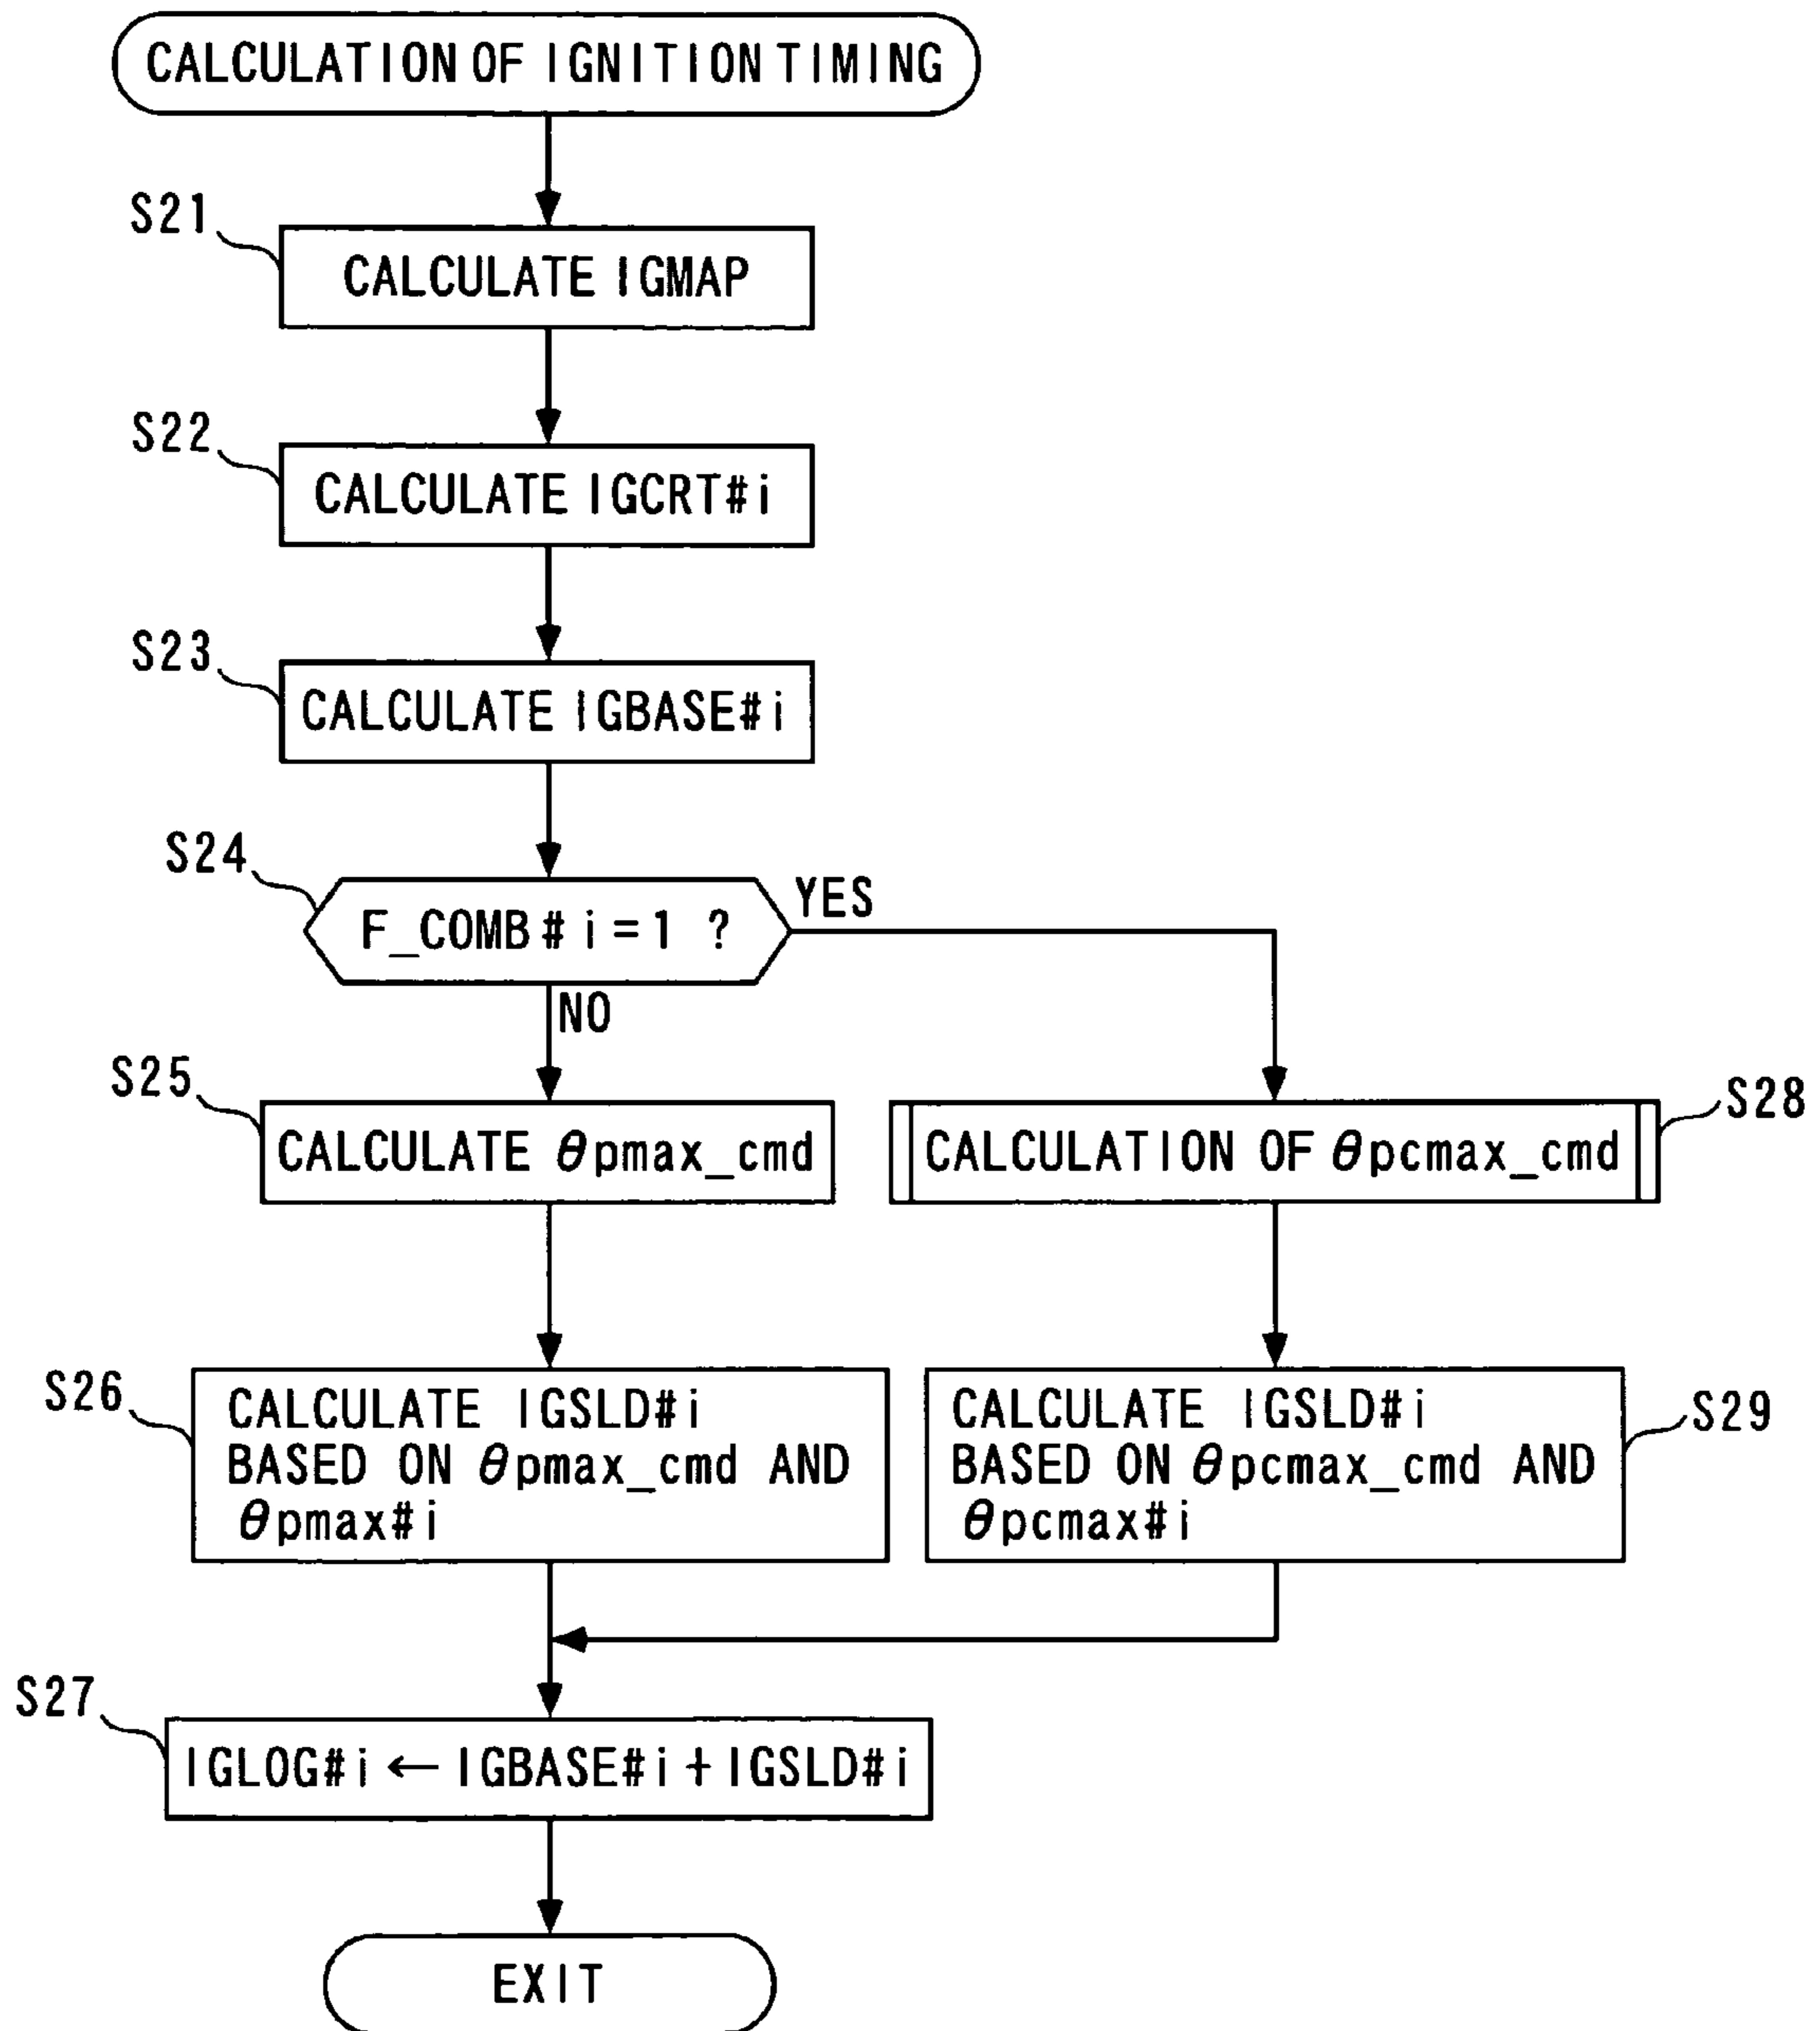 CALCULATION OF IGNITION TIMING
S21
CALCULATE IGMAP
S22
CALCULATE IGCRT#i
S23
CALCULATE IGBASE#i
S24
F_COMB#i=1 ?
YES
NO
S25
CALCULATE θpmax_cmd
CALCULATION OF θpcmax_cmd
S28
S26
CALCULATE IGSLD#i
BASED ON θpmax_cmd AND
θpmax#i
CALCULATE IGSLD#i
BASED ON θpcmax_cmd AND
θpcmax#i
S29
S27
IGLOG#i ← IGBASE#i + IGSLD#i
EXIT